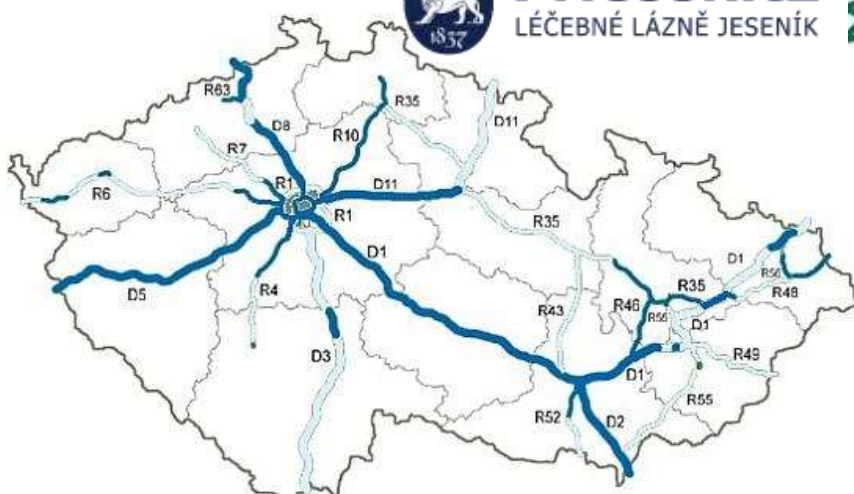 1837
LÉČEBNÉ LÁZNĚ JESENÍK
R63
D8
R7
R10
R35
D11
R6
R1
D11
R1
D5
R4
D1
D3
R35
R43
R46
R55
R35
D1
R56
R48
D1
R49
D1
R55
R52
D2